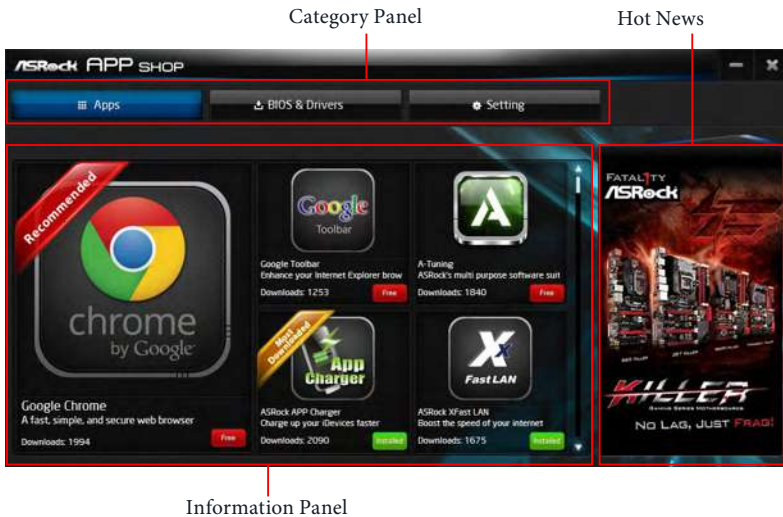 Category Panel
Hot News
ASRock APP SHOP
Apps
BIOS & Drivers
Setting
Recommended
chrome
by Google
Google Chrome
A fast, simple, and secure web browser
Downloads: 1994
Free
Google
Toolbar
Google Toolbar
Enhance your Internet Explorer brow
Downloads: 1253
Free
A-Tuning
ASRock's multi purpose software suit
Downloads: 1840
Free
Most
Downloaded
App
Charger
ASRock APP Charger
Charge up your iDevices faster
Downloads: 2090
Installed
Fast LAN
ASRock XFast LAN
Boost the speed of your internet
Downloads: 1675
Installed
FATAL1TY
ASRock
KILLER
GAMING SERIES MOTHERBOARDS
NO LAG, JUST FRAG!
Information Panel